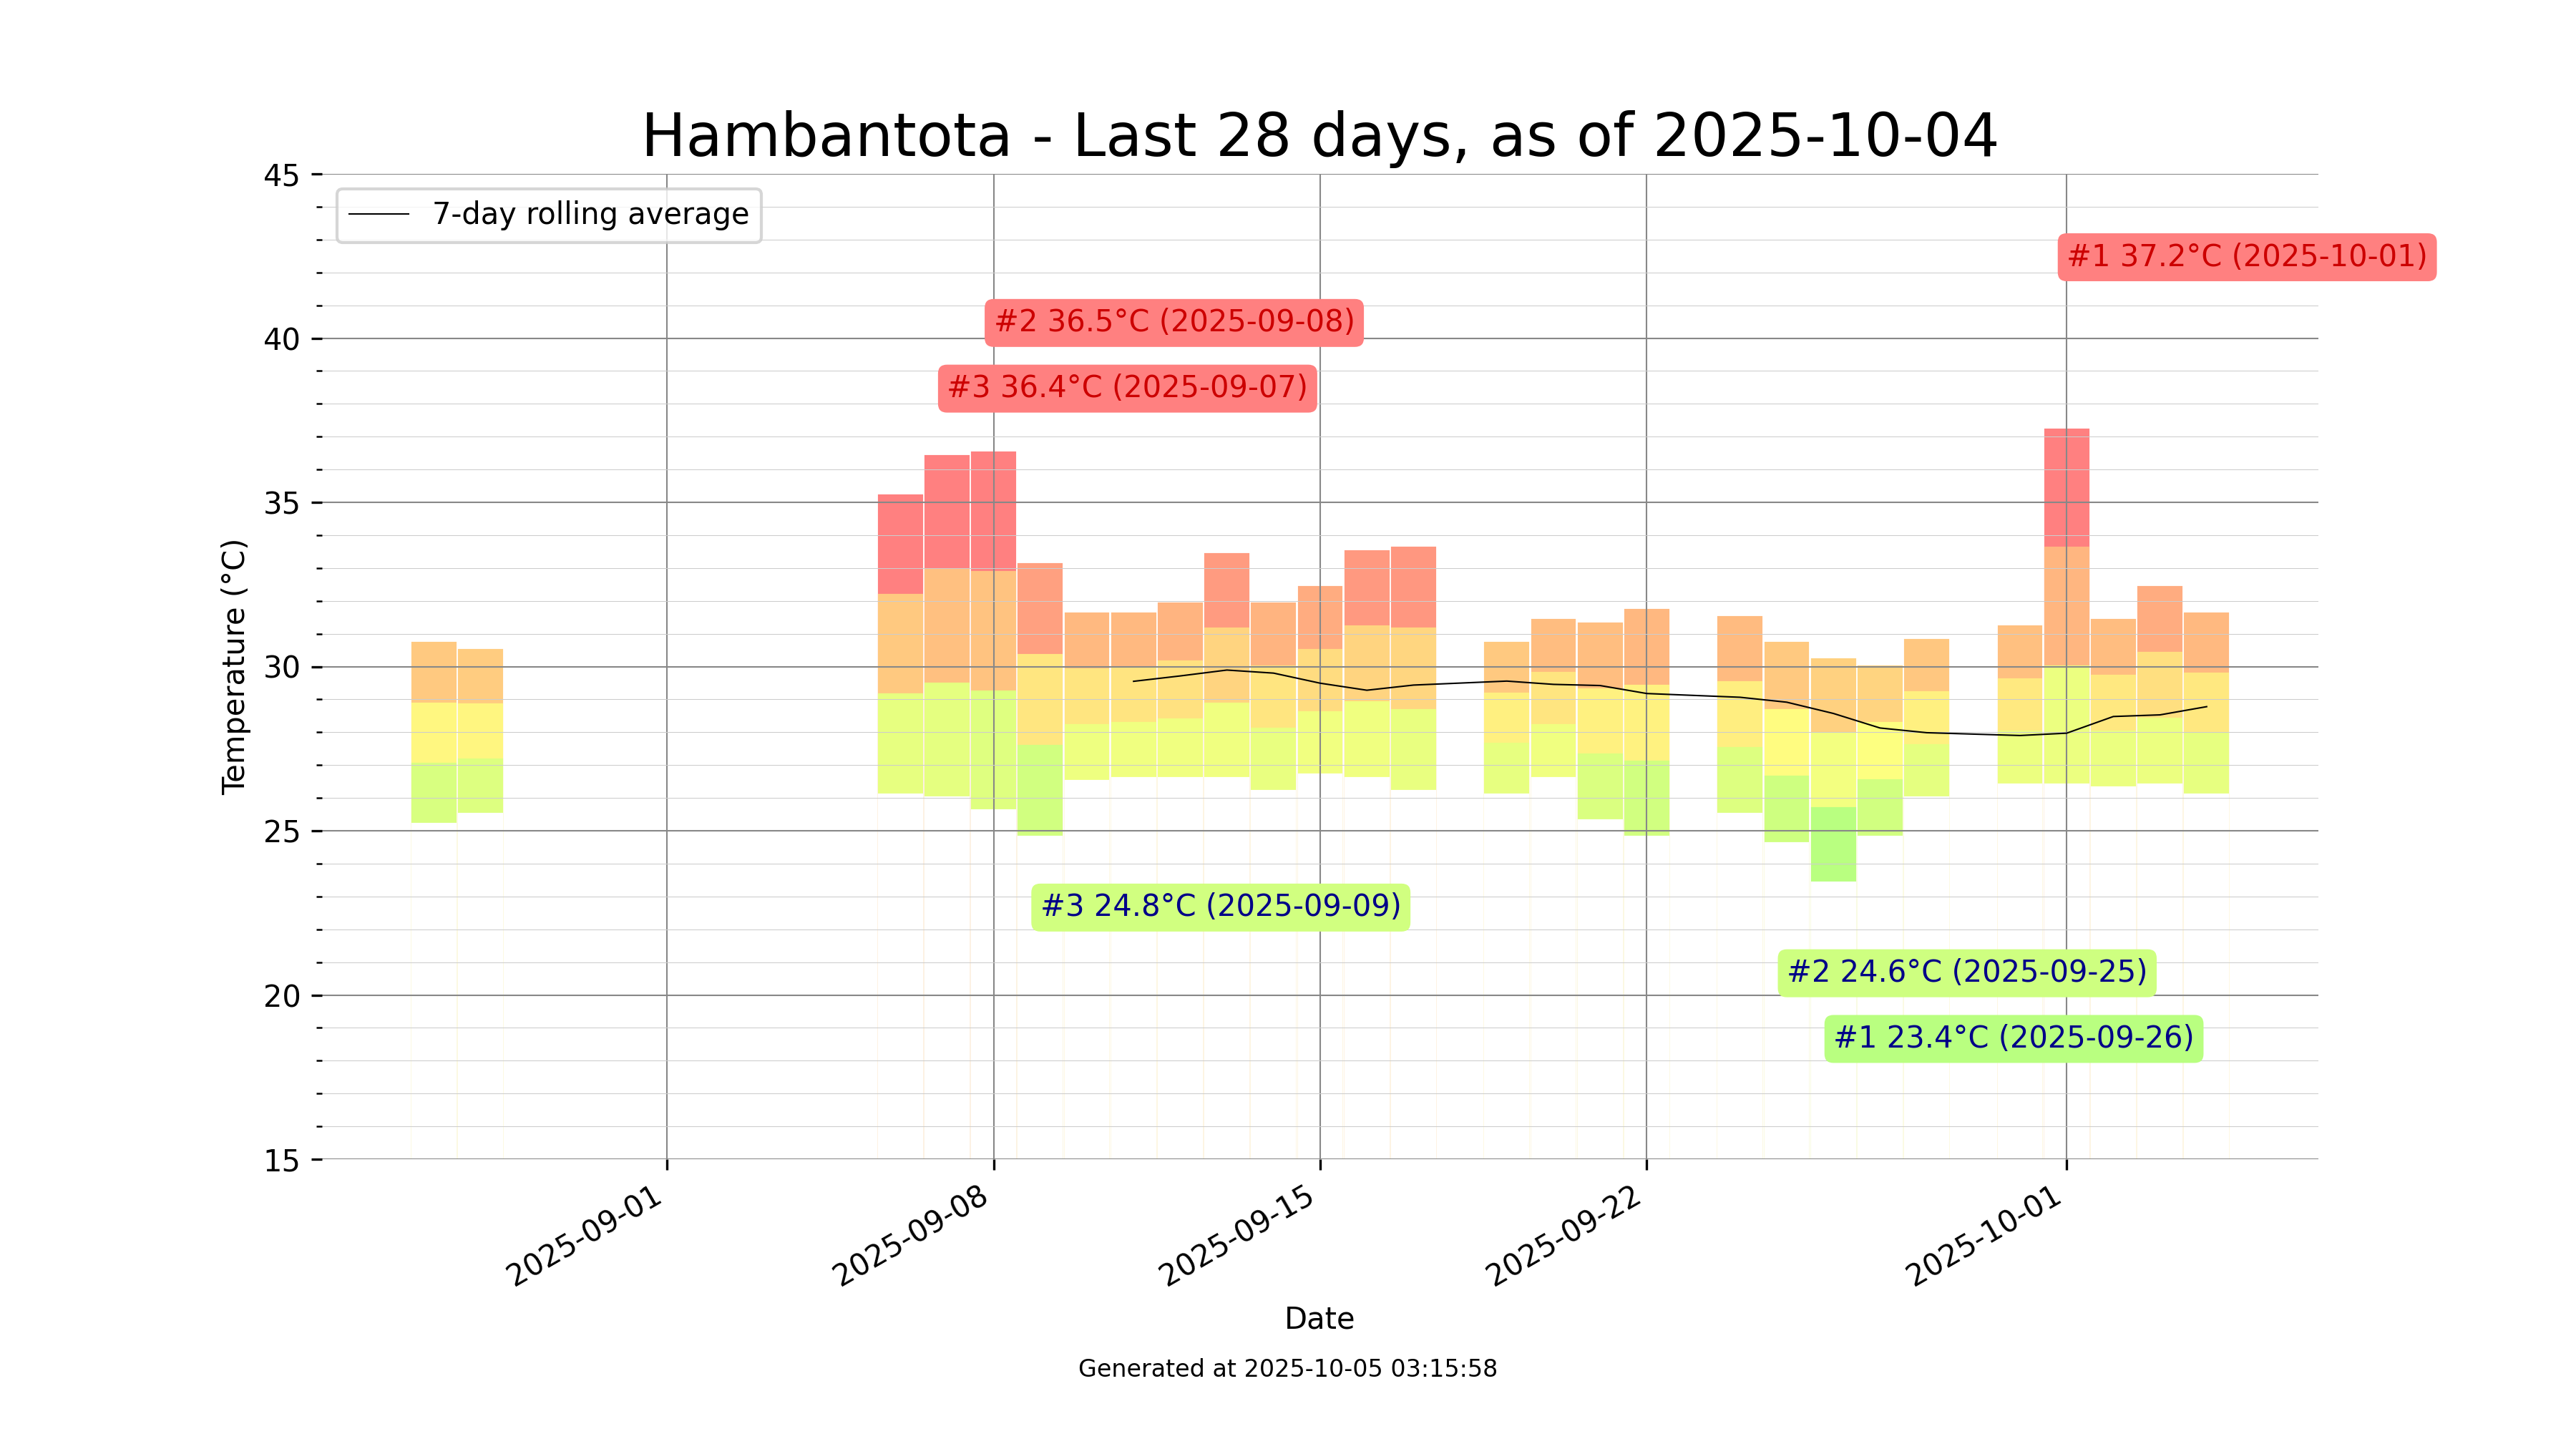 Hambantota - Last 28 days, as of 2025-10-04
7-day rolling average
#1 37.2°C (2025-10-01)
#2 36.5°C (2025-09-08)
#3 36.4°C (2025-09-07)
#3 24.8°C (2025-09-09)
#2 24.6°C (2025-09-25)
#1 23.4°C (2025-09-26)
Temperature (°C)
45
40
35
30
25
20
15
2025-09-01
2025-09-08
2025-09-15
2025-09-22
2025-10-01
Date
Generated at 2025-10-05 03:15:58